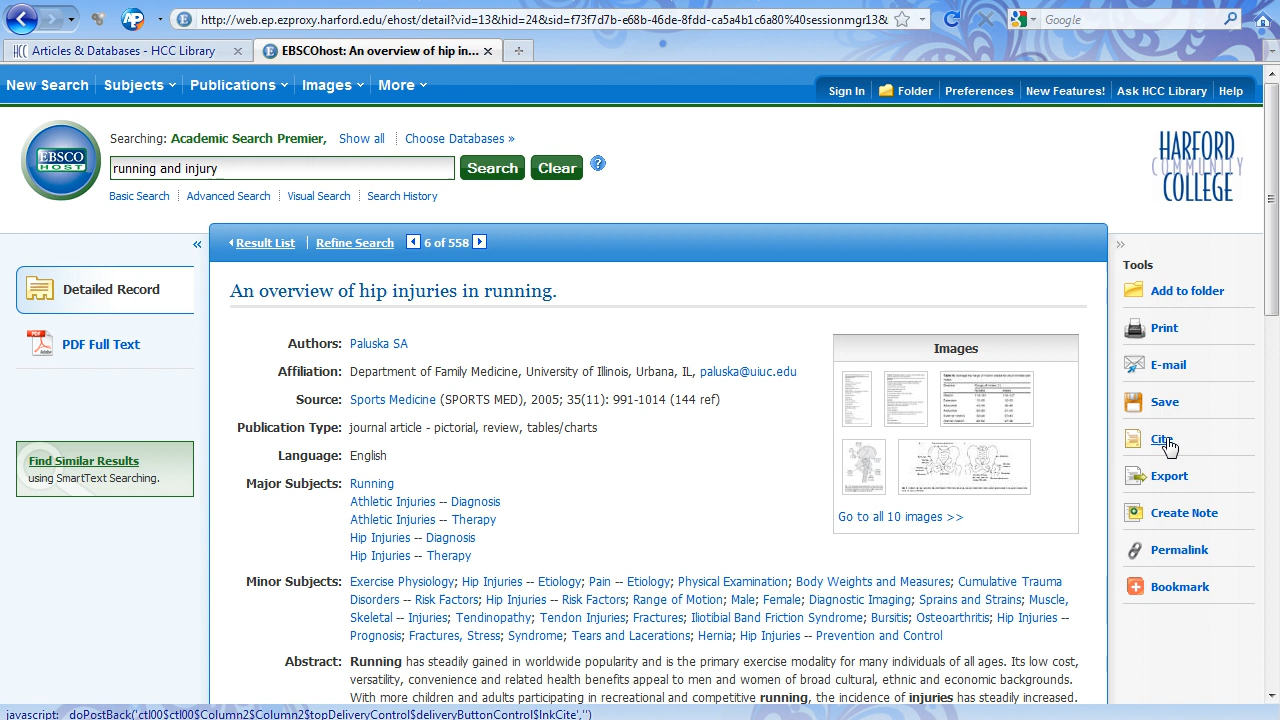 http://web.ep.ezproxy.harford.edu/ehost/detail?vid=13&hid=24&sid=f73f7d7b-e68b-46de-8fdd-ca5a4b1c6a80%40sessionmgr13&
Google
Articles & Databases - HCC Library
EBSCOhost: An overview of hip in...
New Search Subjects Publications Images More
Sign In Folder Preferences New Features! Ask HCC Library Help
Searching: Academic Search Premier, Show all Choose Databases »
EBSCO
HOST
running and injury Search Clear ?
Basic Search Advanced Search Visual Search Search History
HARFORD
COMMUNITY
COLLEGE
«
Result List Refine Search 6 of 558
»
Detailed Record
PDF Full Text
Find Similar Results
using SmartText Searching.
An overview of hip injuries in running.
Authors: Paluska SA
Affiliation: Department of Family Medicine, University of Illinois, Urbana, IL, paluska@uiuc.edu
Source: Sports Medicine (SPORTS MED), 2005; 35(11): 991-1014 (144 ref)
Publication Type: journal article - pictorial, review, tables/charts
Language: English
Major Subjects: Running
Athletic Injuries -- Diagnosis
Athletic Injuries -- Therapy
Hip Injuries -- Diagnosis
Hip Injuries -- Therapy
Images
Go to all 10 images >>
Minor Subjects: Exercise Physiology; Hip Injuries -- Etiology; Pain -- Etiology; Physical Examination; Body Weights and Measures; Cumulative Trauma
Disorders -- Risk Factors; Hip Injuries -- Risk Factors; Range of Motion; Male; Female; Diagnostic Imaging; Sprains and Strains; Muscle,
Skeletal -- Injuries; Tendinopathy; Tendon Injuries; Fractures; Iliotibial Band Friction Syndrome; Bursitis; Osteoarthritis; Hip Injuries --
Prognosis; Fractures, Stress; Syndrome; Tears and Lacerations; Hernia; Hip Injuries -- Prevention and Control
Abstract: Running has steadily gained in worldwide popularity and is the primary exercise modality for many individuals of all ages. Its low cost,
versatility, convenience and related health benefits appeal to men and women of broad cultural, ethnic and economic backgrounds.
With more children and adults participating in recreational and competitive running, the incidence of injuries has steadily increased.
Tools
Add to folder
Print
E-mail
Save
Cite
Export
Create Note
Permalink
Bookmark
javascript:__doPostBack('ctl00$ctl00$Column2$Column2$topDeliveryControl$deliveryButtonControl$lnkCite','')